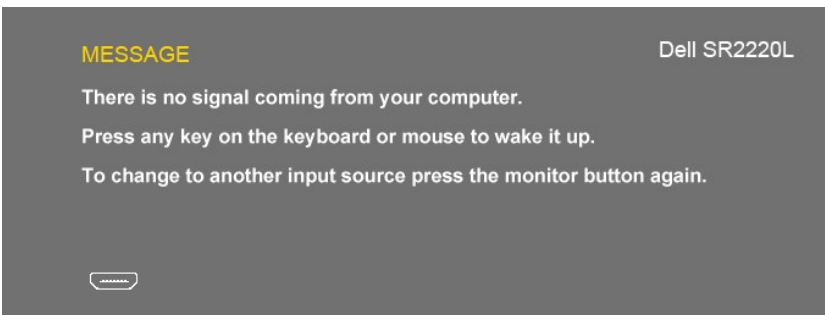 MESSAGE
Dell SR2220L
There is no signal coming from your computer.
Press any key on the keyboard or mouse to wake it up.
To change to another input source press the monitor button again.